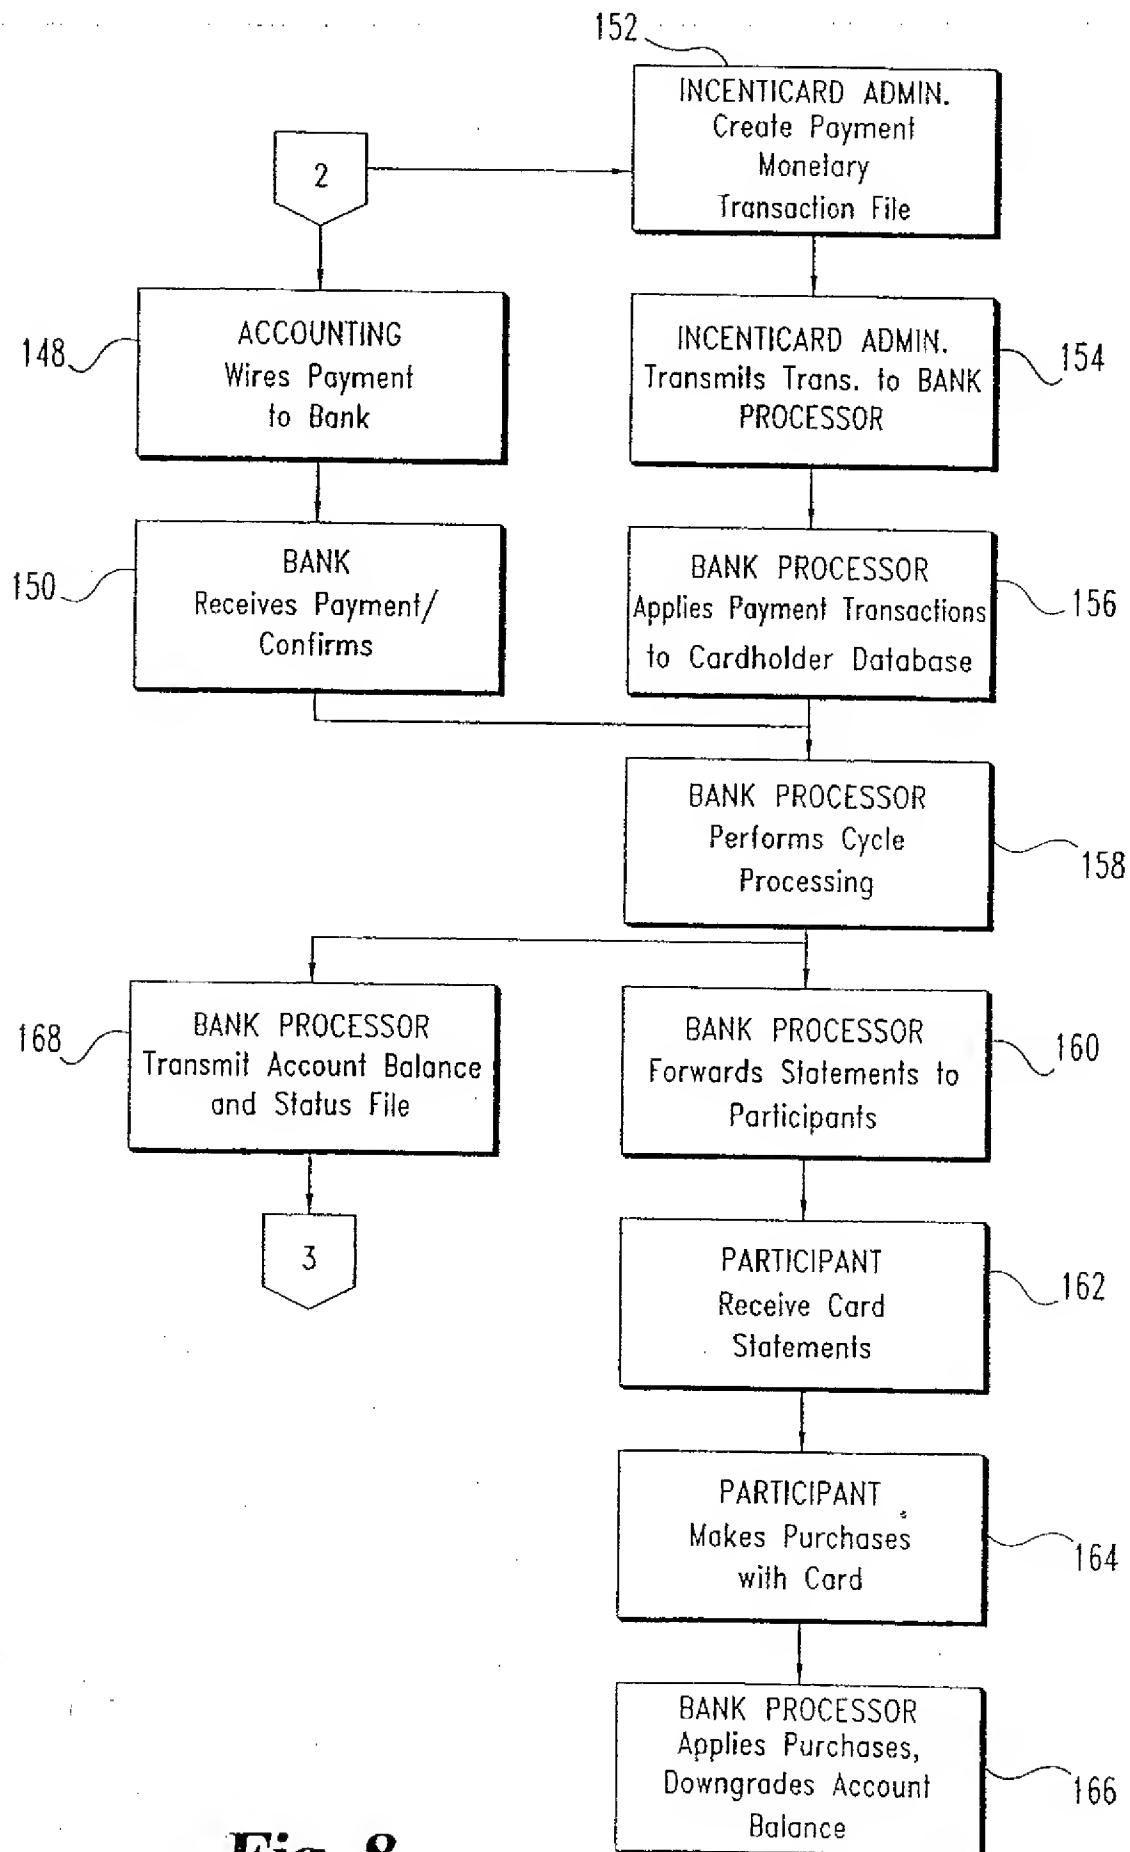 152
INCENTICARD ADMIN.
Create Payment
Monetary
Transaction File
2
148
ACCOUNTING
Wires Payment
to Bank
INCENTICARD ADMIN.
Transmits Trans. to BANK
PROCESSOR
154
150
BANK
Receives Payment/
Confirms
BANK PROCESSOR
Applies Payment Transactions
to Cardholder Database
156
BANK PROCESSOR
Performs Cycle
Processing
158
168
BANK PROCESSOR
Transmit Account Balance
and Status File
BANK PROCESSOR
Forwards Statements to
Participants
160
3
PARTICIPANT
Receive Card
Statements
162
PARTICIPANT
Makes Purchases
with Card
164
BANK PROCESSOR
Applies Purchases,
Downgrades Account
Balance
166
Fig. 8